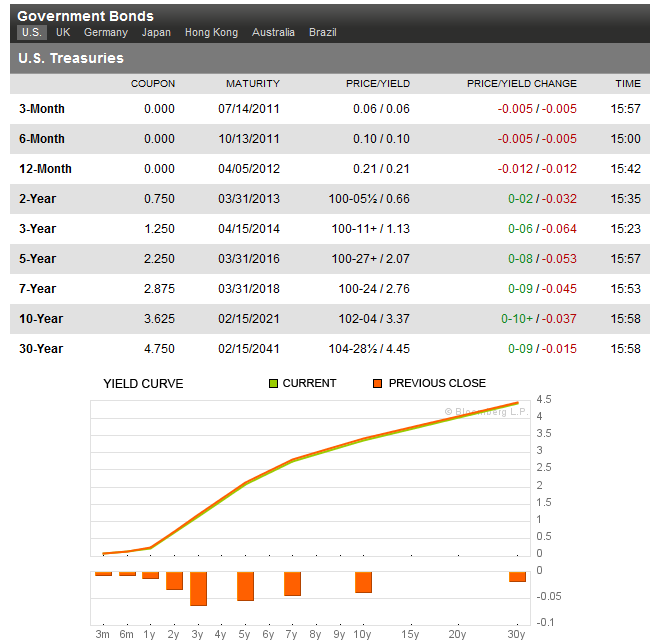 Government Bonds
U.S. UK Germany Japan Hong Kong Australia Brazil
U.S. Treasuries
COUPON MATURITY PRICE/YIELD PRICE/YIELD CHANGE TIME
3-Month 0.000 07/14/2011 0.06 / 0.06 -0.005 / -0.005 15:57
6-Month 0.000 10/13/2011 0.10 / 0.10 -0.005 / -0.005 15:00
12-Month 0.000 04/05/2012 0.21 / 0.21 -0.012 / -0.012 15:42
2-Year 0.750 03/31/2013 100-05½ / 0.66 0-02 / -0.032 15:35
3-Year 1.250 04/15/2014 100-11+ / 1.13 0-06 / -0.064 15:23
5-Year 2.250 03/31/2016 100-27+ / 2.07 0-08 / -0.053 15:57
7-Year 2.875 03/31/2018 100-24 / 2.76 0-09 / -0.045 15:53
10-Year 3.625 02/15/2021 102-04 / 3.37 0-10+ / -0.037 15:58
30-Year 4.750 02/15/2041 104-28½ / 4.45 0-09 / -0.015 15:58
YIELD CURVE CURRENT PREVIOUS CLOSE
4.5
© Bloomberg L.P.
4
3.5
3
2.5
2
1.5
1
0.5
0
0
-0.05
-0.1
3m 6m 1y 2y 3y 4y 5y 6y 7y 8y 9y 10y 15y 20y 30y